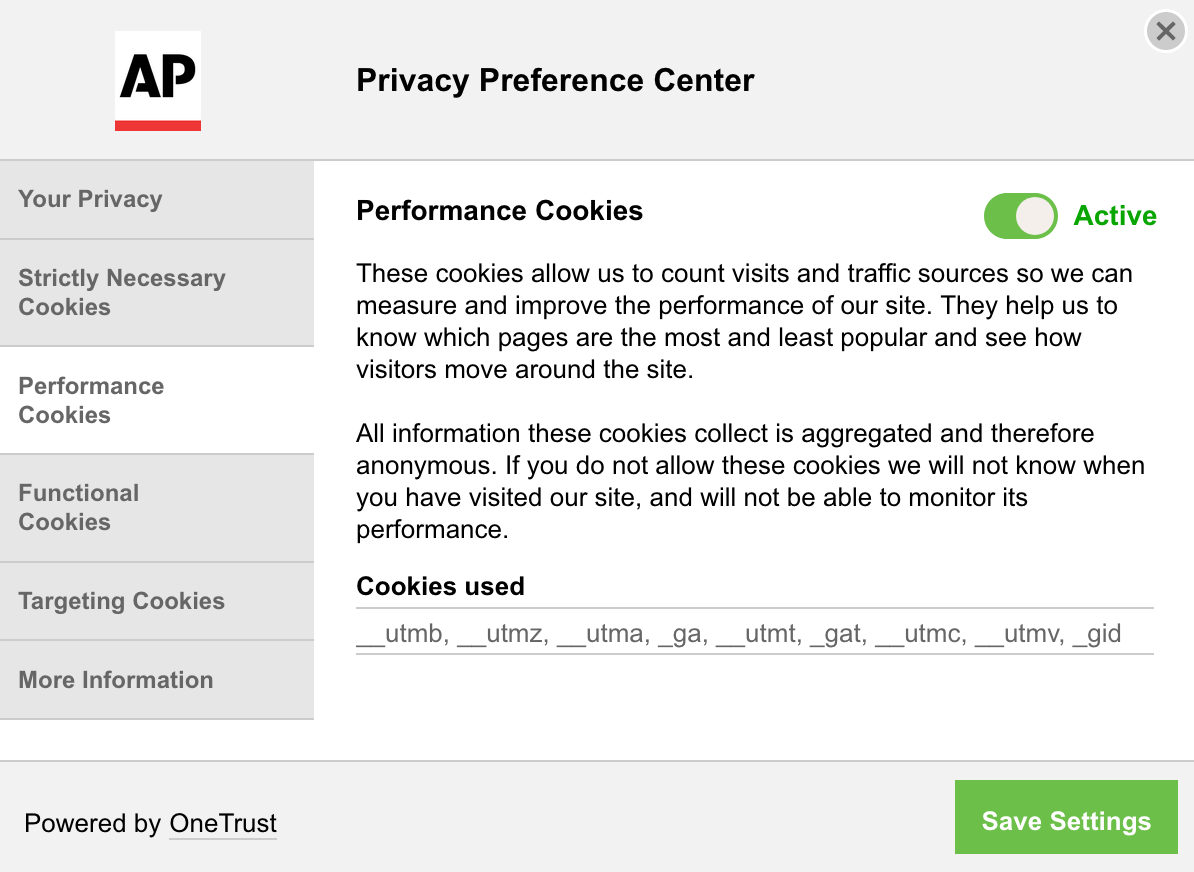 AP
Privacy Preference Center
Your Privacy
Strictly Necessary
Cookies
Performance
Cookies
Functional
Cookies
Targeting Cookies
More Information
Performance Cookies
Active
These cookies allow us to count visits and traffic sources so we can
measure and improve the performance of our site. They help us to
know which pages are the most and least popular and see how
visitors move around the site.
All information these cookies collect is aggregated and therefore
anonymous. If you do not allow these cookies we will not know when
you have visited our site, and will not be able to monitor its
performance.
Cookies used
__utmb, __utmz, __utma, _ga, __utmt, _gat, __utmc, __utmv, _gid
Powered by OneTrust
Save Settings